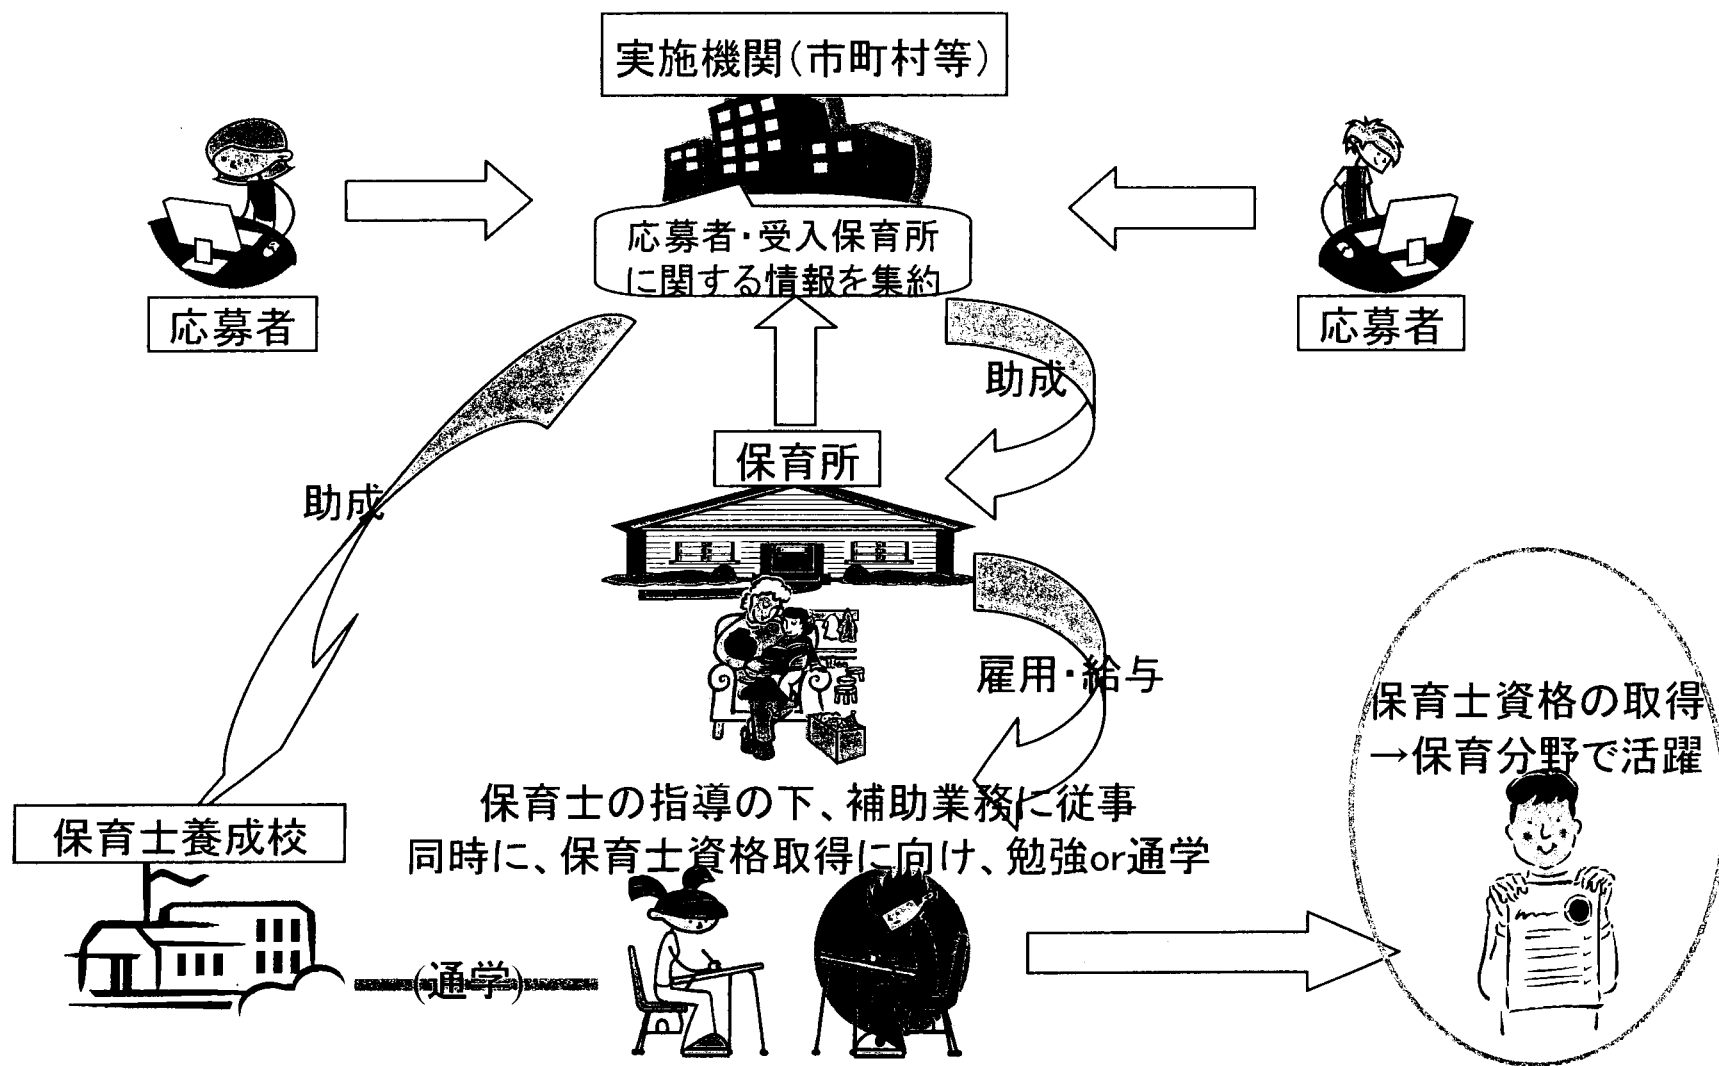 実施機関(市町村等)
応募者・受入保育所
に関する情報を集約
応募者
応募者
助成
保育所
助成
雇用・給与
保育士資格の取得
→保育分野で活躍
保育士の指導の下、補助業務に従事
同時に、保育士資格取得に向け、勉強or通学
保育士養成校
(通学)